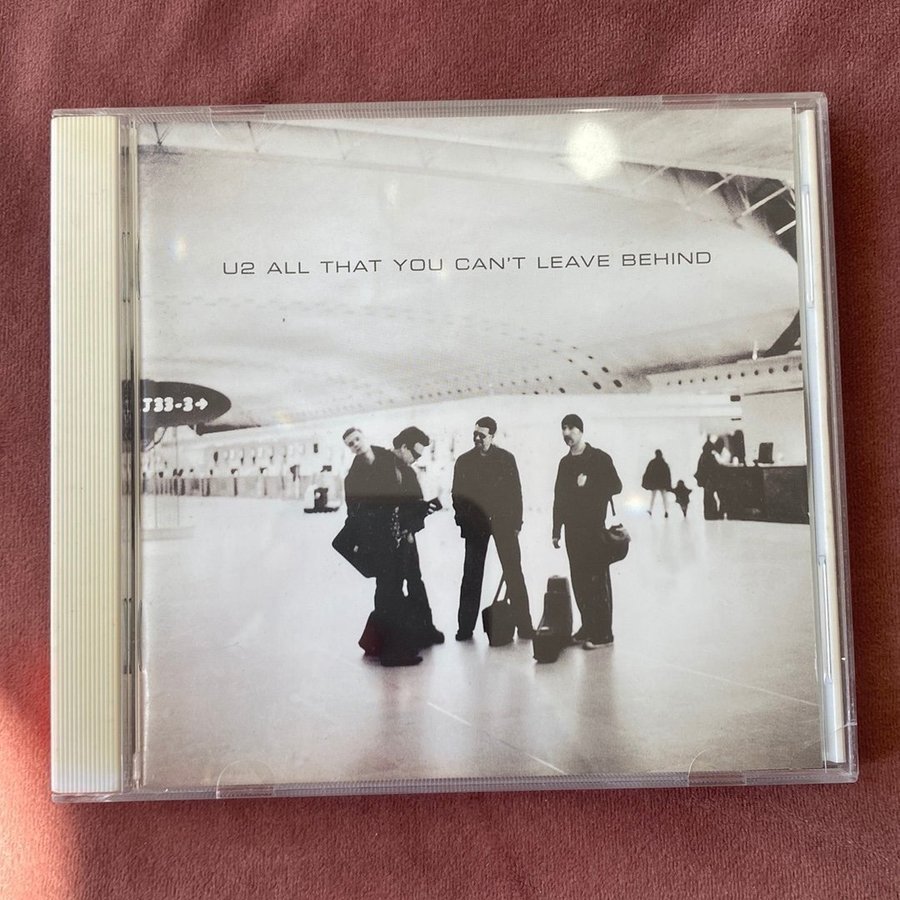 U2 ALL THAT YOU CAN'T LEAVE BEHIND
J33-3→